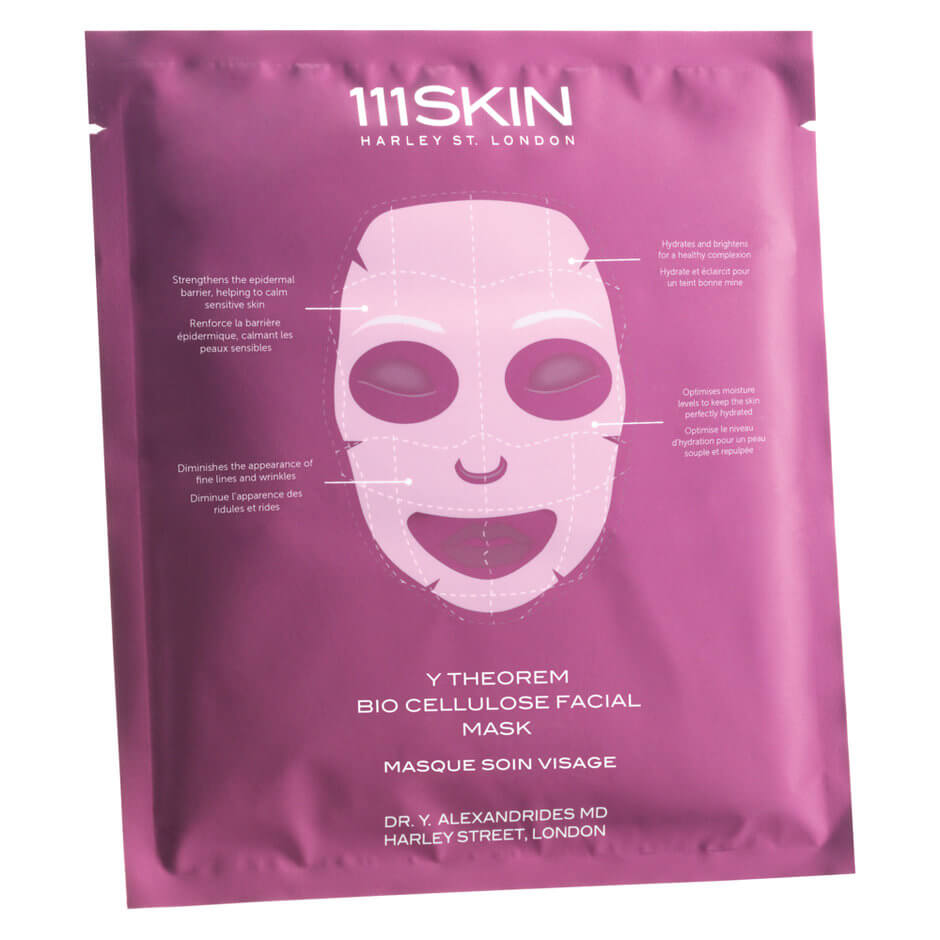 111SKIN
HARLEY ST. LONDON
Strengthens the epidermal
barrier, helping to calm
sensitive skin
Renforce la barrière
épidermique, calmant les
peaux sensibles
Hydrates and brightens
for a healthy complexion
Hydrate et éclaircit pour
un teint bonne mine
Optimises moisture
levels to keep the skin
perfectly hydrated
Optimise le niveau
d'hydration pour un peau
souple et repulpée
Diminishes the appearance of
fine lines and wrinkles
Diminue l'apparence des
ridules et rides
Y THEOREM
BIO CELLULOSE FACIAL
MASK
MASQUE SOIN VISAGE
DR. Y. ALEXANDRIDES MD
HARLEY STREET, LONDON